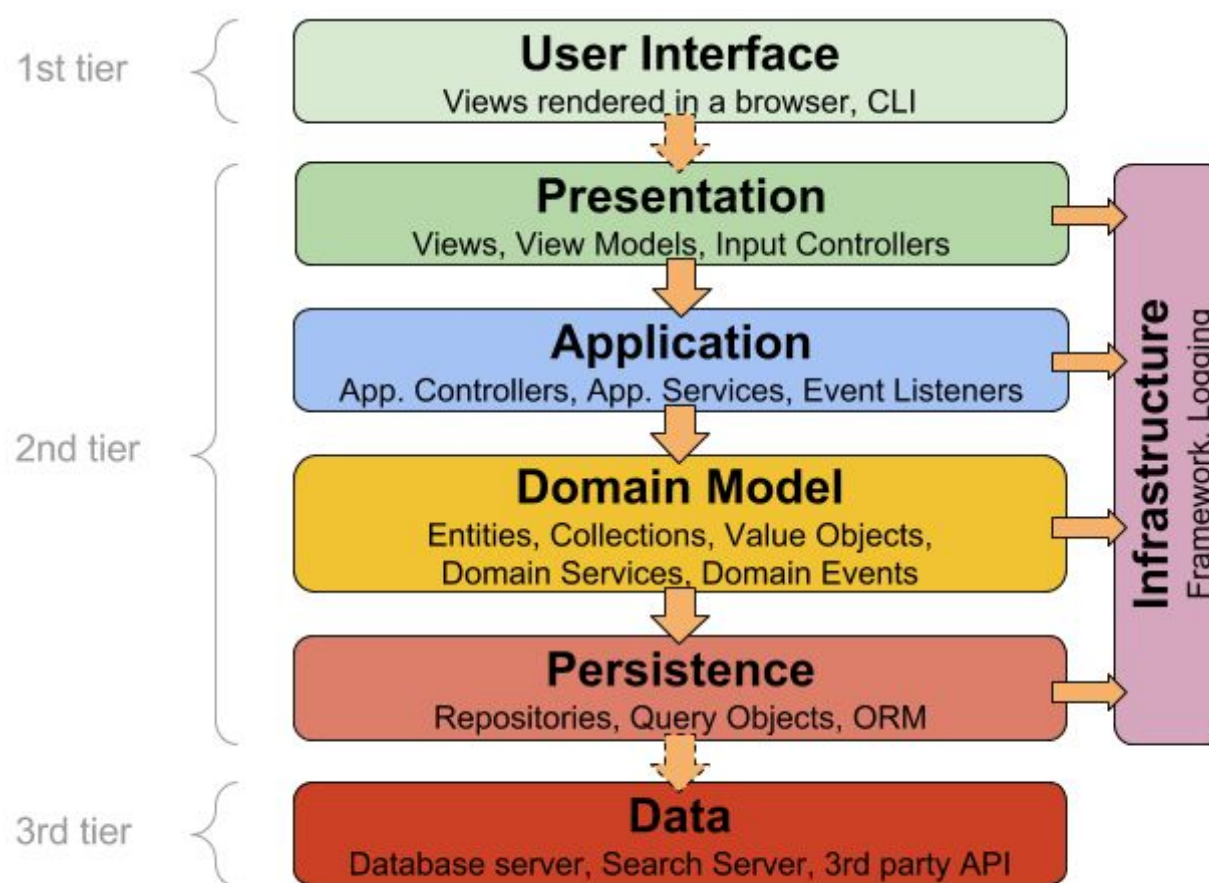 1st tier
User Interface
Views rendered in a browser, CLI
2nd tier
Presentation
Views, View Models, Input Controllers
Application
App. Controllers, App. Services, Event Listeners
Domain Model
Entities, Collections, Value Objects,
Domain Services, Domain Events
Persistence
Repositories, Query Objects, ORM
Infrastructure
Framework, Logging
3rd tier
Data
Database server, Search Server, 3rd party API